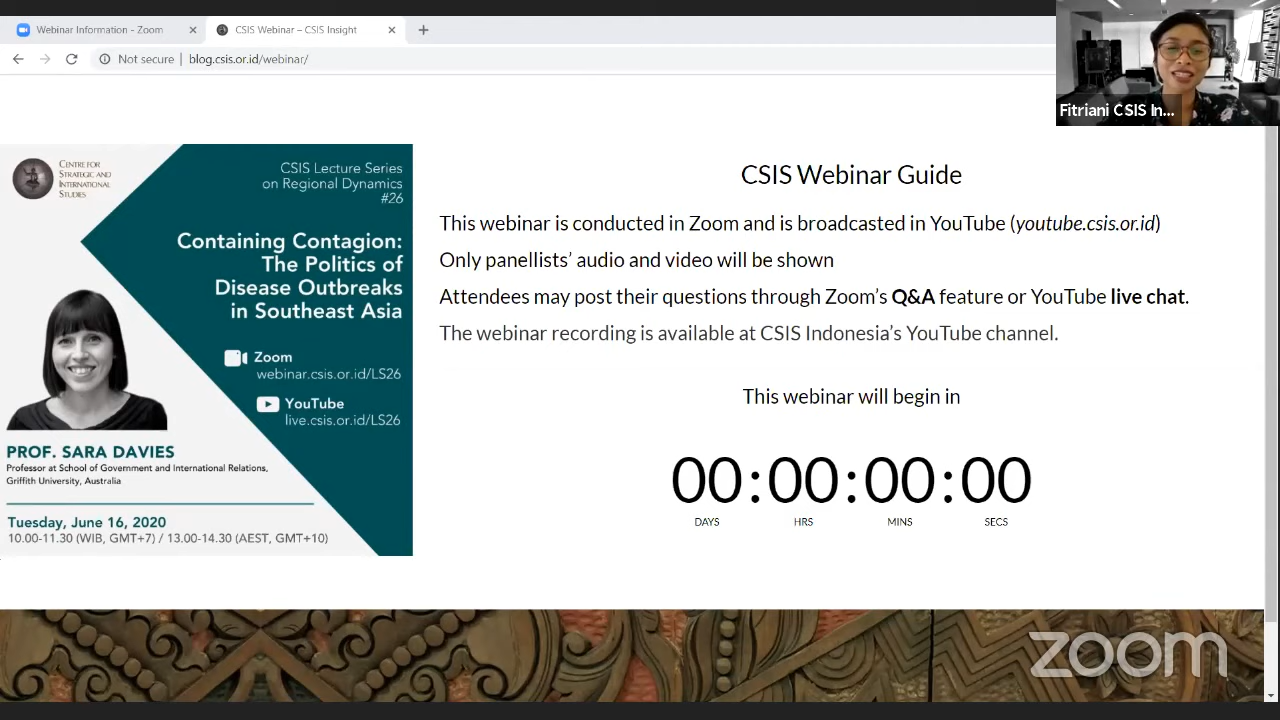 Webinar Information - Zoom
CSIS Webinar – CSIS Insight
Not secure
blog.csis.or.id/webinar/
Fitriani CSIS In...
CENTRE FOR
STRATEGIC AND
INTERNATIONAL
STUDIES
CSIS Lecture Series
on Regional Dynamics
#26
Containing Contagion:
The Politics of
Disease Outbreaks
in Southeast Asia
Zoom
webinar.csis.or.id/LS26
YouTube
live.csis.or.id/LS26
PROF. SARA DAVIES
Professor at School of Government and International Relations,
Griffith University, Australia
Tuesday, June 16, 2020
10.00-11.30 (WIB, GMT+7) / 13.00-14.30 (AEST, GMT+10)
CSIS Webinar Guide
This webinar is conducted in Zoom and is broadcasted in YouTube (youtube.csis.or.id)
Only panellists’ audio and video will be shown
Attendees may post their questions through Zoom’s Q&A feature or YouTube live chat.
The webinar recording is available at CSIS Indonesia’s YouTube channel.
This webinar will begin in
00:00:00:00
DAYS HRS MINS SECS
zoom